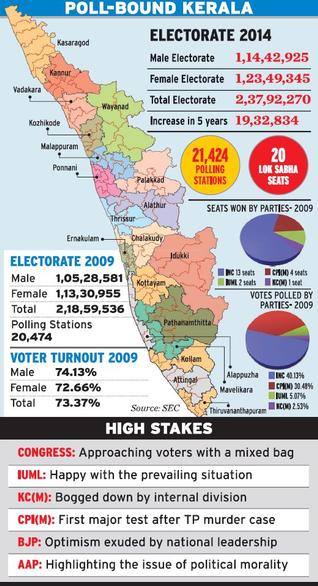 POLL-BOUND KERALA
ELECTORATE 2014
Male Electorate 1,14,42,925
Female Electorate 1,23,49,345
Total Electorate 2,37,92,270
Increase in 5 years 19,32,834
21,424
POLLING
STATIONS
20
LOK SABHA
SEATS
Kasaragod
Kannur
Vadakara
Wayanad
Kozhikode
Malappuram
Ponnani
Palakkad
Alathur
Thrissur
Ernakulam
Chalakudy
Idukki
Kottayam
Pathanamthitta
Alappuzha
Kollam
Mavelikara
Attingal
Thiruvananthapuram
SEATS WON BY PARTIES- 2009
INC 13 seats
CPI(M) 4 seats
IUML 2 seats
KC(M) 1 seat
VOTES POLLED BY
PARTIES- 2009
INC 40.13%
CPI(M) 30.48%
IUML 5.07%
KC(M) 2.53%
ELECTORATE 2009
Male 1,05,28,581
Female 1,13,30,955
Total 2,18,59,536
Polling Stations
20,474
VOTER TURNOUT 2009
Male 74.13%
Female 72.66%
Total 73.37%
Source: SEC
HIGH STAKES
CONGRESS: Approaching voters with a mixed bag
IUML: Happy with the prevailing situation
KC(M): Bogged down by internal division
CPI(M): First major test after TP murder case
BJP: Optimism exuded by national leadership
AAP: Highlighting the issue of political morality